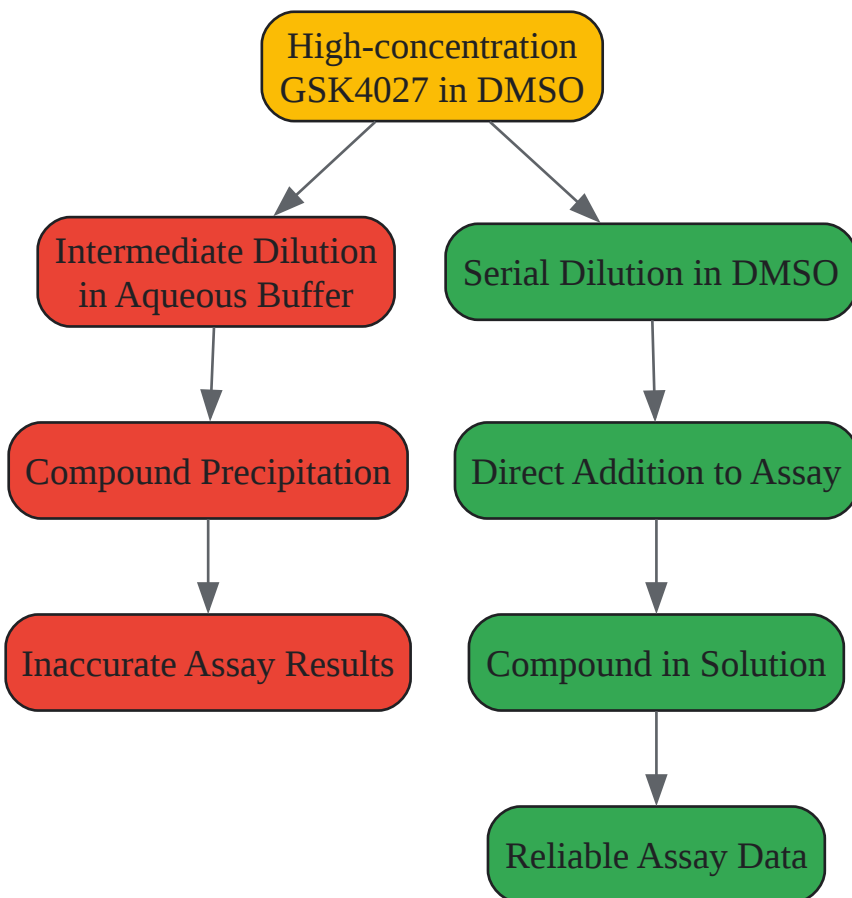 High-concentration
GSK4027 in DMSO
Intermediate Dilution
in Aqueous Buffer
Serial Dilution in DMSO
Compound Precipitation
Direct Addition to Assay
Inaccurate Assay Results
Compound in Solution
Reliable Assay Data